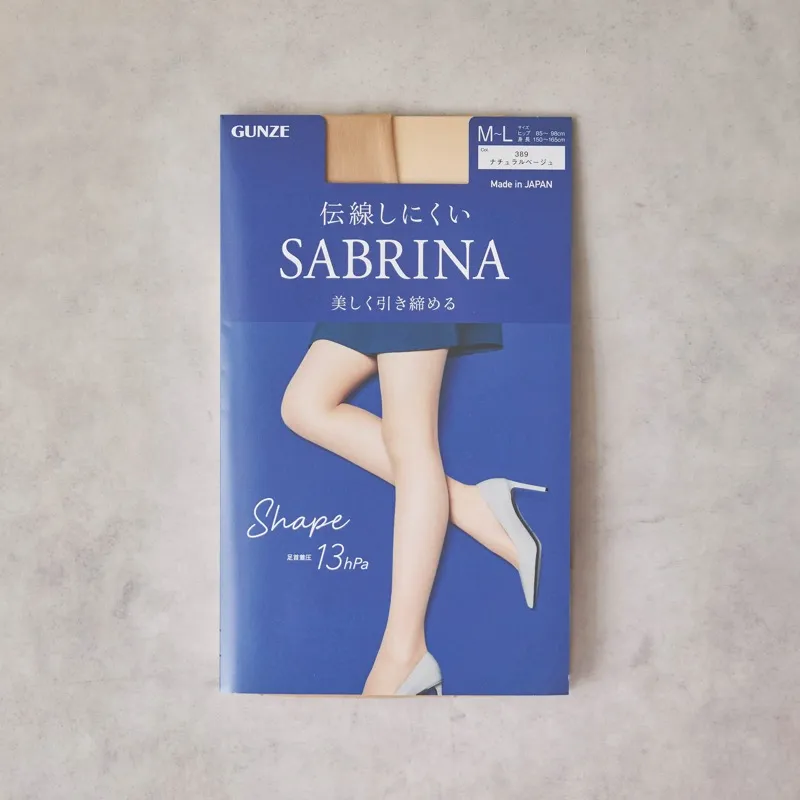 GUNZE
M~L
サイズ
ヒップ 85~98cm
身長 150~165cm
Col.
389
ナチュラルベージュ
Made in JAPAN
伝線しにくい
SABRINA
美しく引き締める
Shape
足首着圧 13hPa